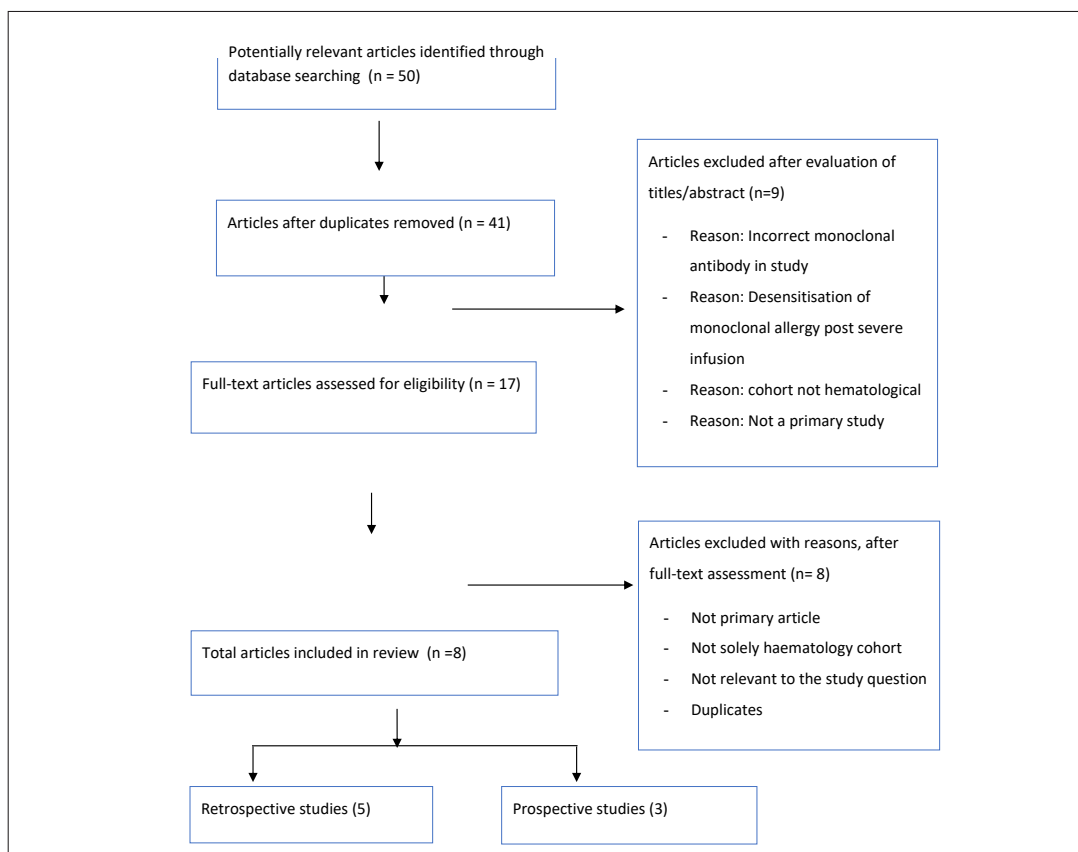 Potentially relevant articles identified through
database searching (n = 50)
Articles after duplicates removed (n = 41)
Articles excluded after evaluation of
titles/abstract (n=9)
- Reason: Incorrect monoclonal
antibody in study
- Reason: Desensitisation of
monoclonal allergy post severe
infusion
- Reason: cohort not hematological
- Reason: Not a primary study
Full-text articles assessed for eligibility (n = 17)
Articles excluded with reasons, after
full-text assessment (n= 8)
- Not primary article
- Not solely haematology cohort
- Not relevant to the study question
- Duplicates
Total articles included in review (n =8)
Retrospective studies (5)
Prospective studies (3)